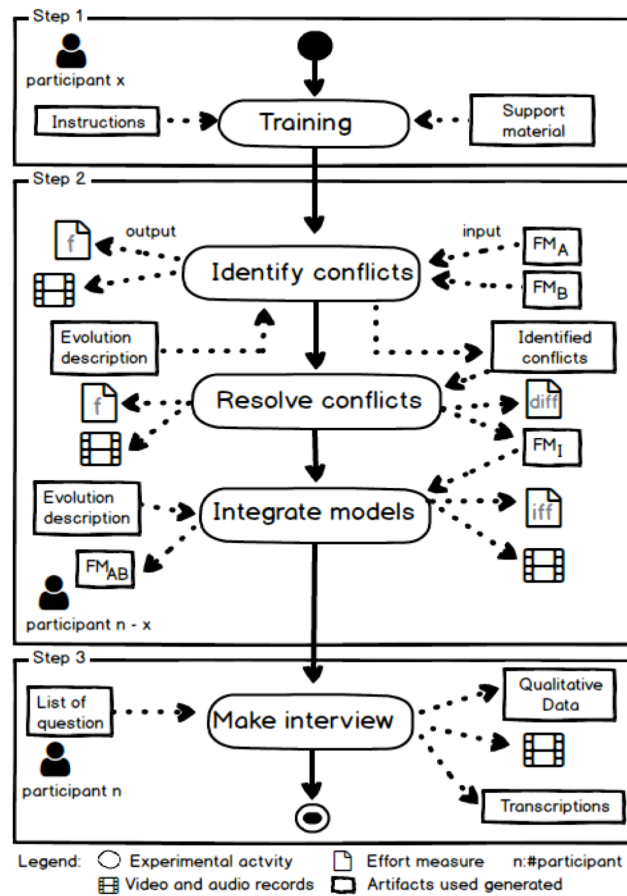 Step 1
participant x
Instructions
Training
Support
material
Step 2
output
input
f
Identify conflicts
FMA
FMB
Evolution
description
Identified
conflicts
f
Resolve conflicts
diff
FMI
Evolution
description
Integrate models
iff
FMAB
participant n - x
Step 3
List of
question
Make interview
Qualitative
Data
participant n
Transcriptions
Legend:
Experimental actvity
Effort measure
n:#participant
Video and audio records
Artifacts used generated